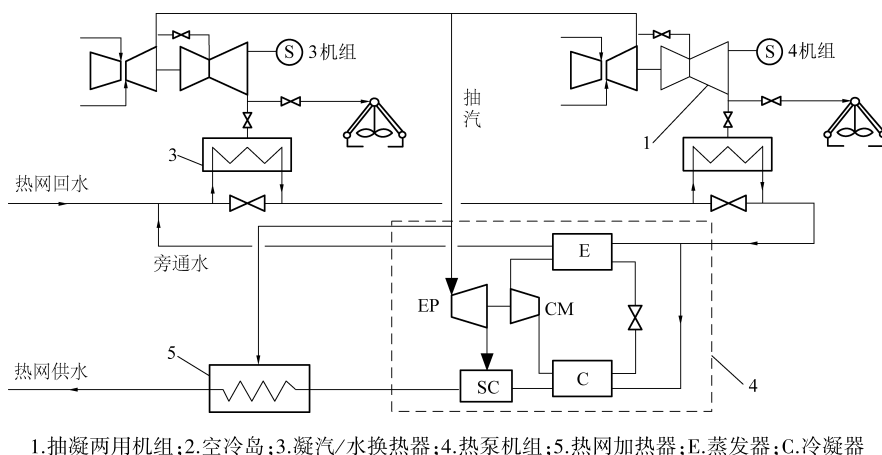 S 3机组
S 4机组
抽汽
1
3
热网回水
旁通水
E
EP
CM
5
4
热网供水
SC
C
1.抽凝两用机组;2.空冷岛;3.凝汽/水换热器;4.热泵机组;5.热网加热器;E.蒸发器;C.冷凝器